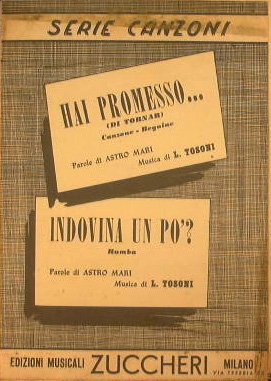 SERIE CANZONI
HAI PROMESSO...
(DI TORNAR)
Canzone - Beguine
Parole di ASTRO MARI
Musica di L. TOSONI
INDOVINA UN PO'?
Rumba
Parole di ASTRO MARI
Musica di L. TOSONI
EDIZIONI MUSICALI ZUCCHERI MILANO
VIA